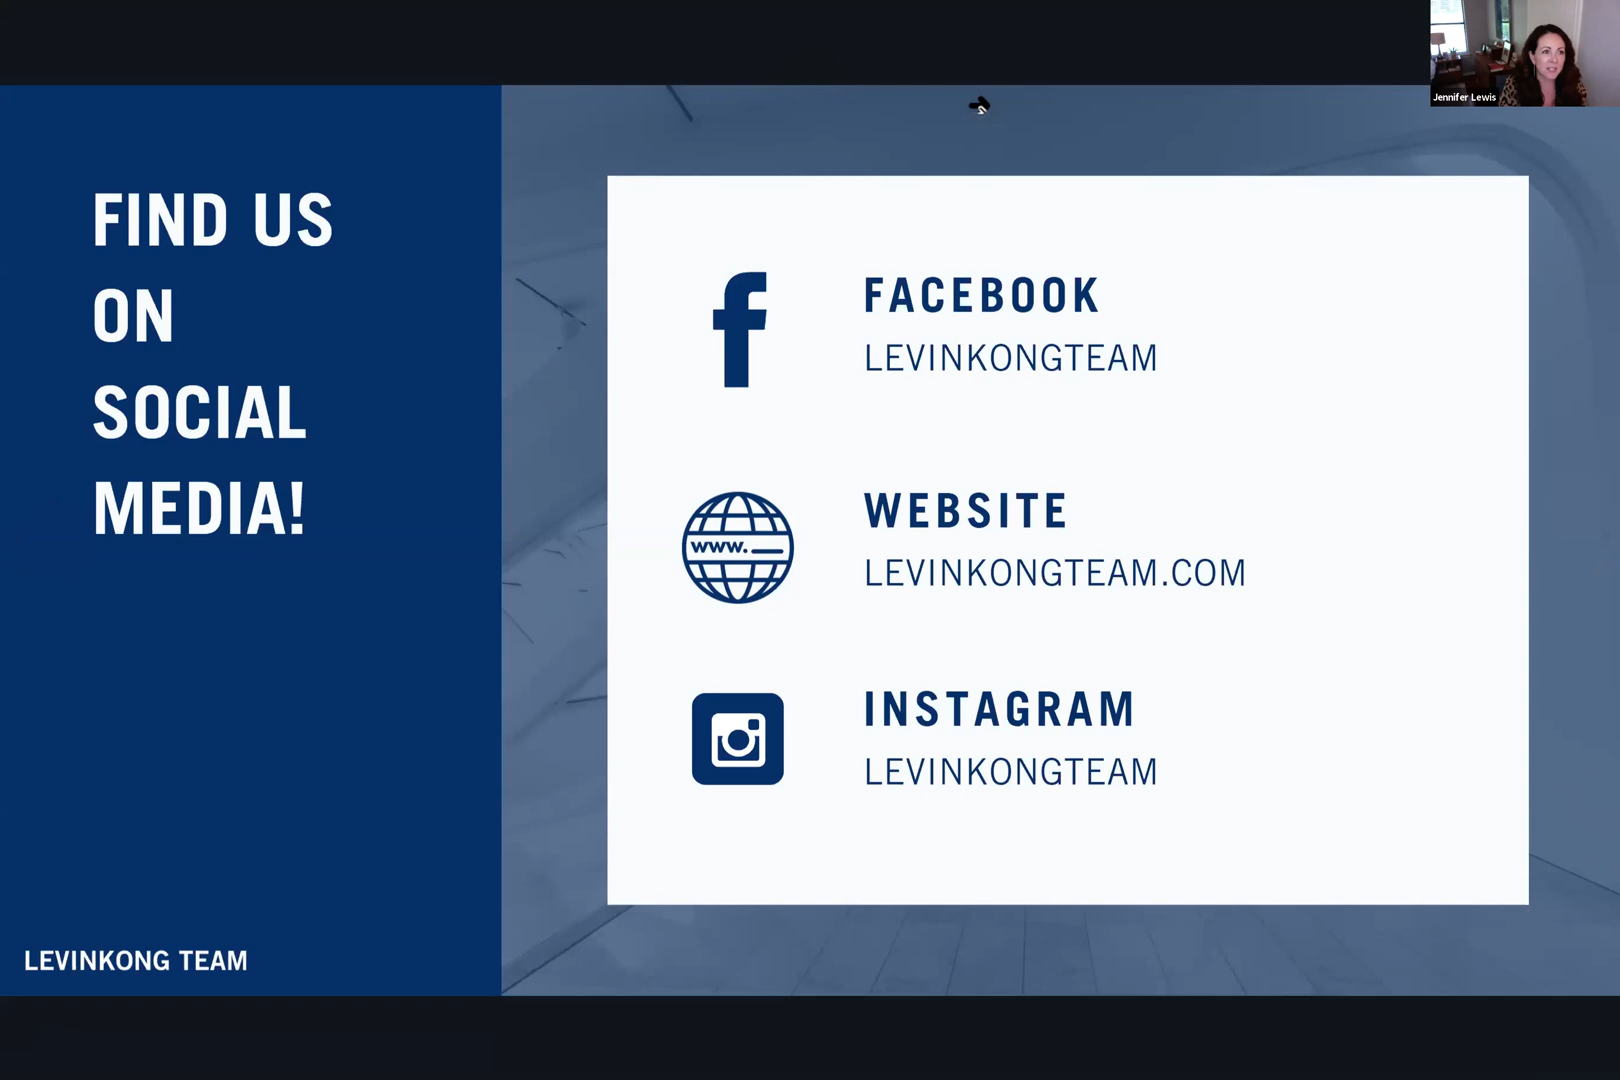 Jennifer Lewis
FIND US
ON
SOCIAL
MEDIA!
FACEBOOK
LEVINKONGTEAM
www.
WEBSITE
LEVINKONGTEAM.COM
INSTAGRAM
LEVINKONGTEAM
LEVINKONG TEAM